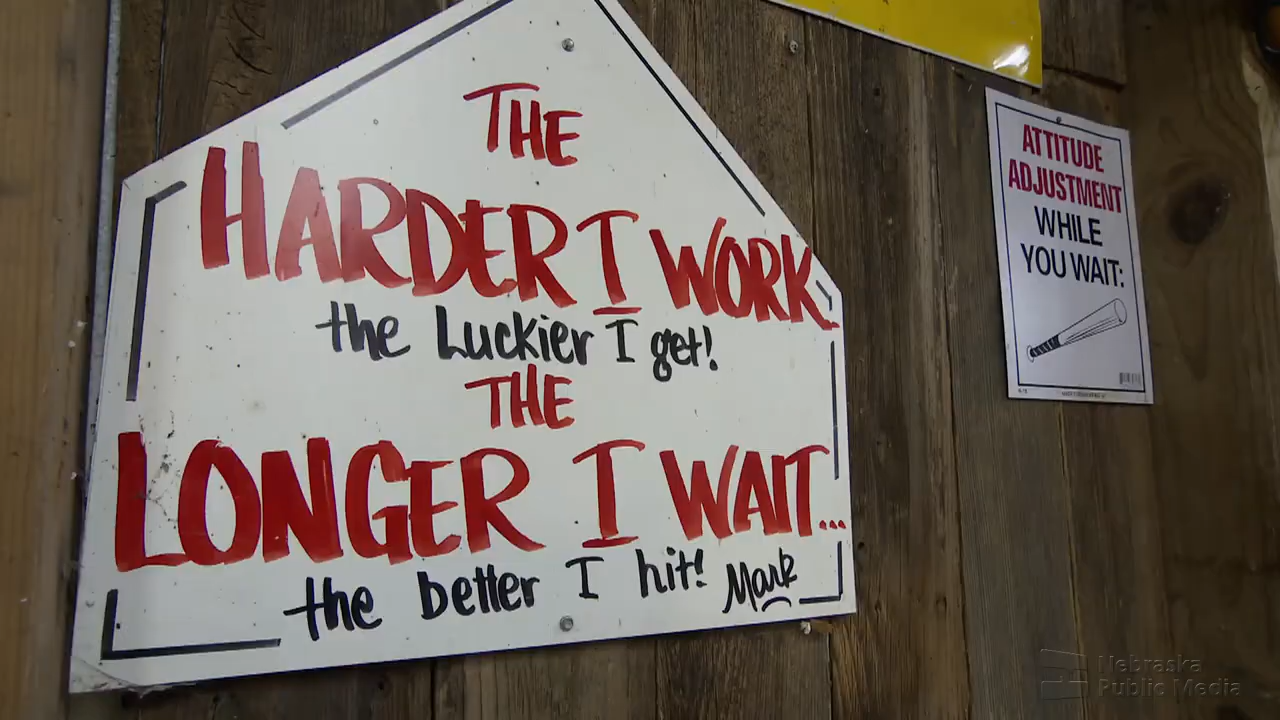 THE
HARDER I WORK..
the Luckier I get!
THE
LONGER I WAIT...
the better I hit!
Mark
ATTITUDE
ADJUSTMENT
WHILE
YOU WAIT:
Nebraska
Public Media